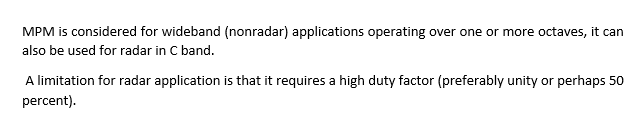 MPM is considered for wideband (nonradar) applications operating over one or more octaves, it can
also be used for radar in C band.
A limitation for radar application is that it requires a high duty factor (preferably unity or perhaps 50
percent).